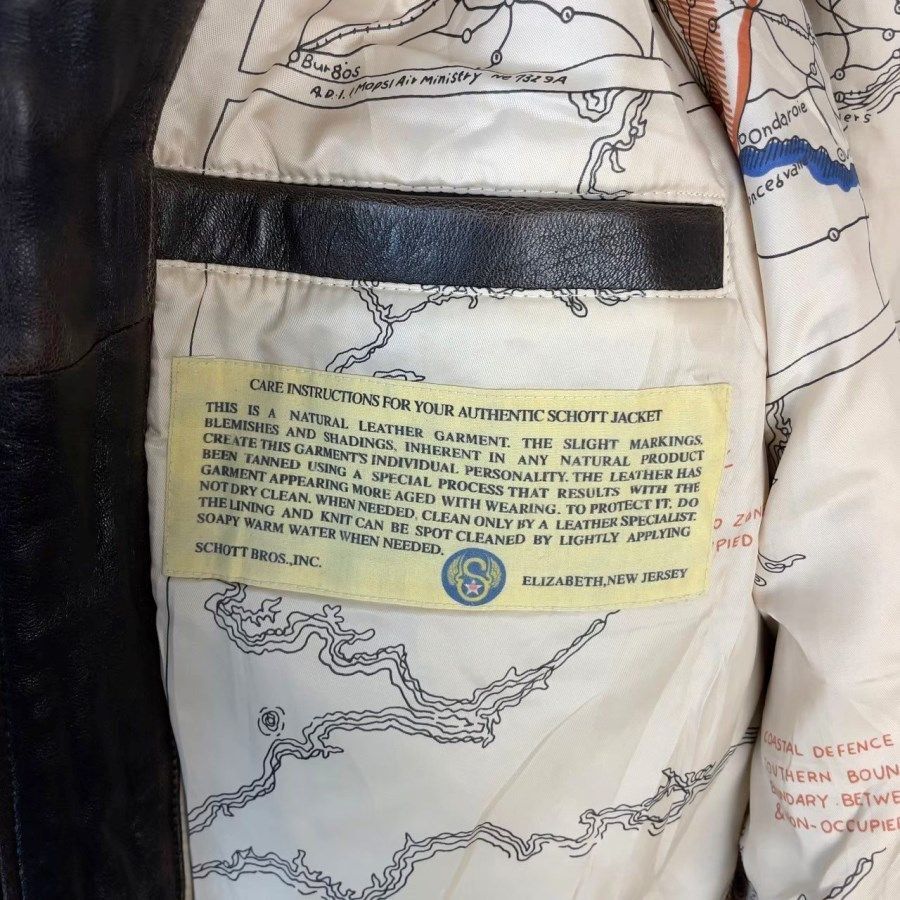 Burgos
A.D.I. (Maps) Air Ministry No 1329A
Ondaroie
CARE INSTRUCTIONS FOR YOUR AUTHENTIC SCHOTT JACKET
THIS IS A NATURAL LEATHER GARMENT. THE SLIGHT MARKINGS.
BLEMISHES AND SHADINGS, INHERENT IN ANY NATURAL PRODUCT
CREATE THIS GARMENT'S INDIVIDUAL PERSONALITY. THE LEATHER HAS
BEEN TANNED USING A SPECIAL PROCESS THAT RESULTS WITH THE
GARMENT APPEARING MORE AGED WITH WEARING. TO PROTECT IT, DO
NOT DRY CLEAN. WHEN NEEDED, CLEAN ONLY BY A LEATHER SPECIALIST.
THE LINING AND KNIT CAN BE SPOT CLEANED BY LIGHTLY APPLYING
SOAPY WARM WATER WHEN NEEDED.
SCHOTT BROS.,INC.
ELIZABETH,NEW JERSEY
COASTAL DEFENCE
SOUTHERN BOUN
BOUNDARY BETWE
& NON-OCCUPIED